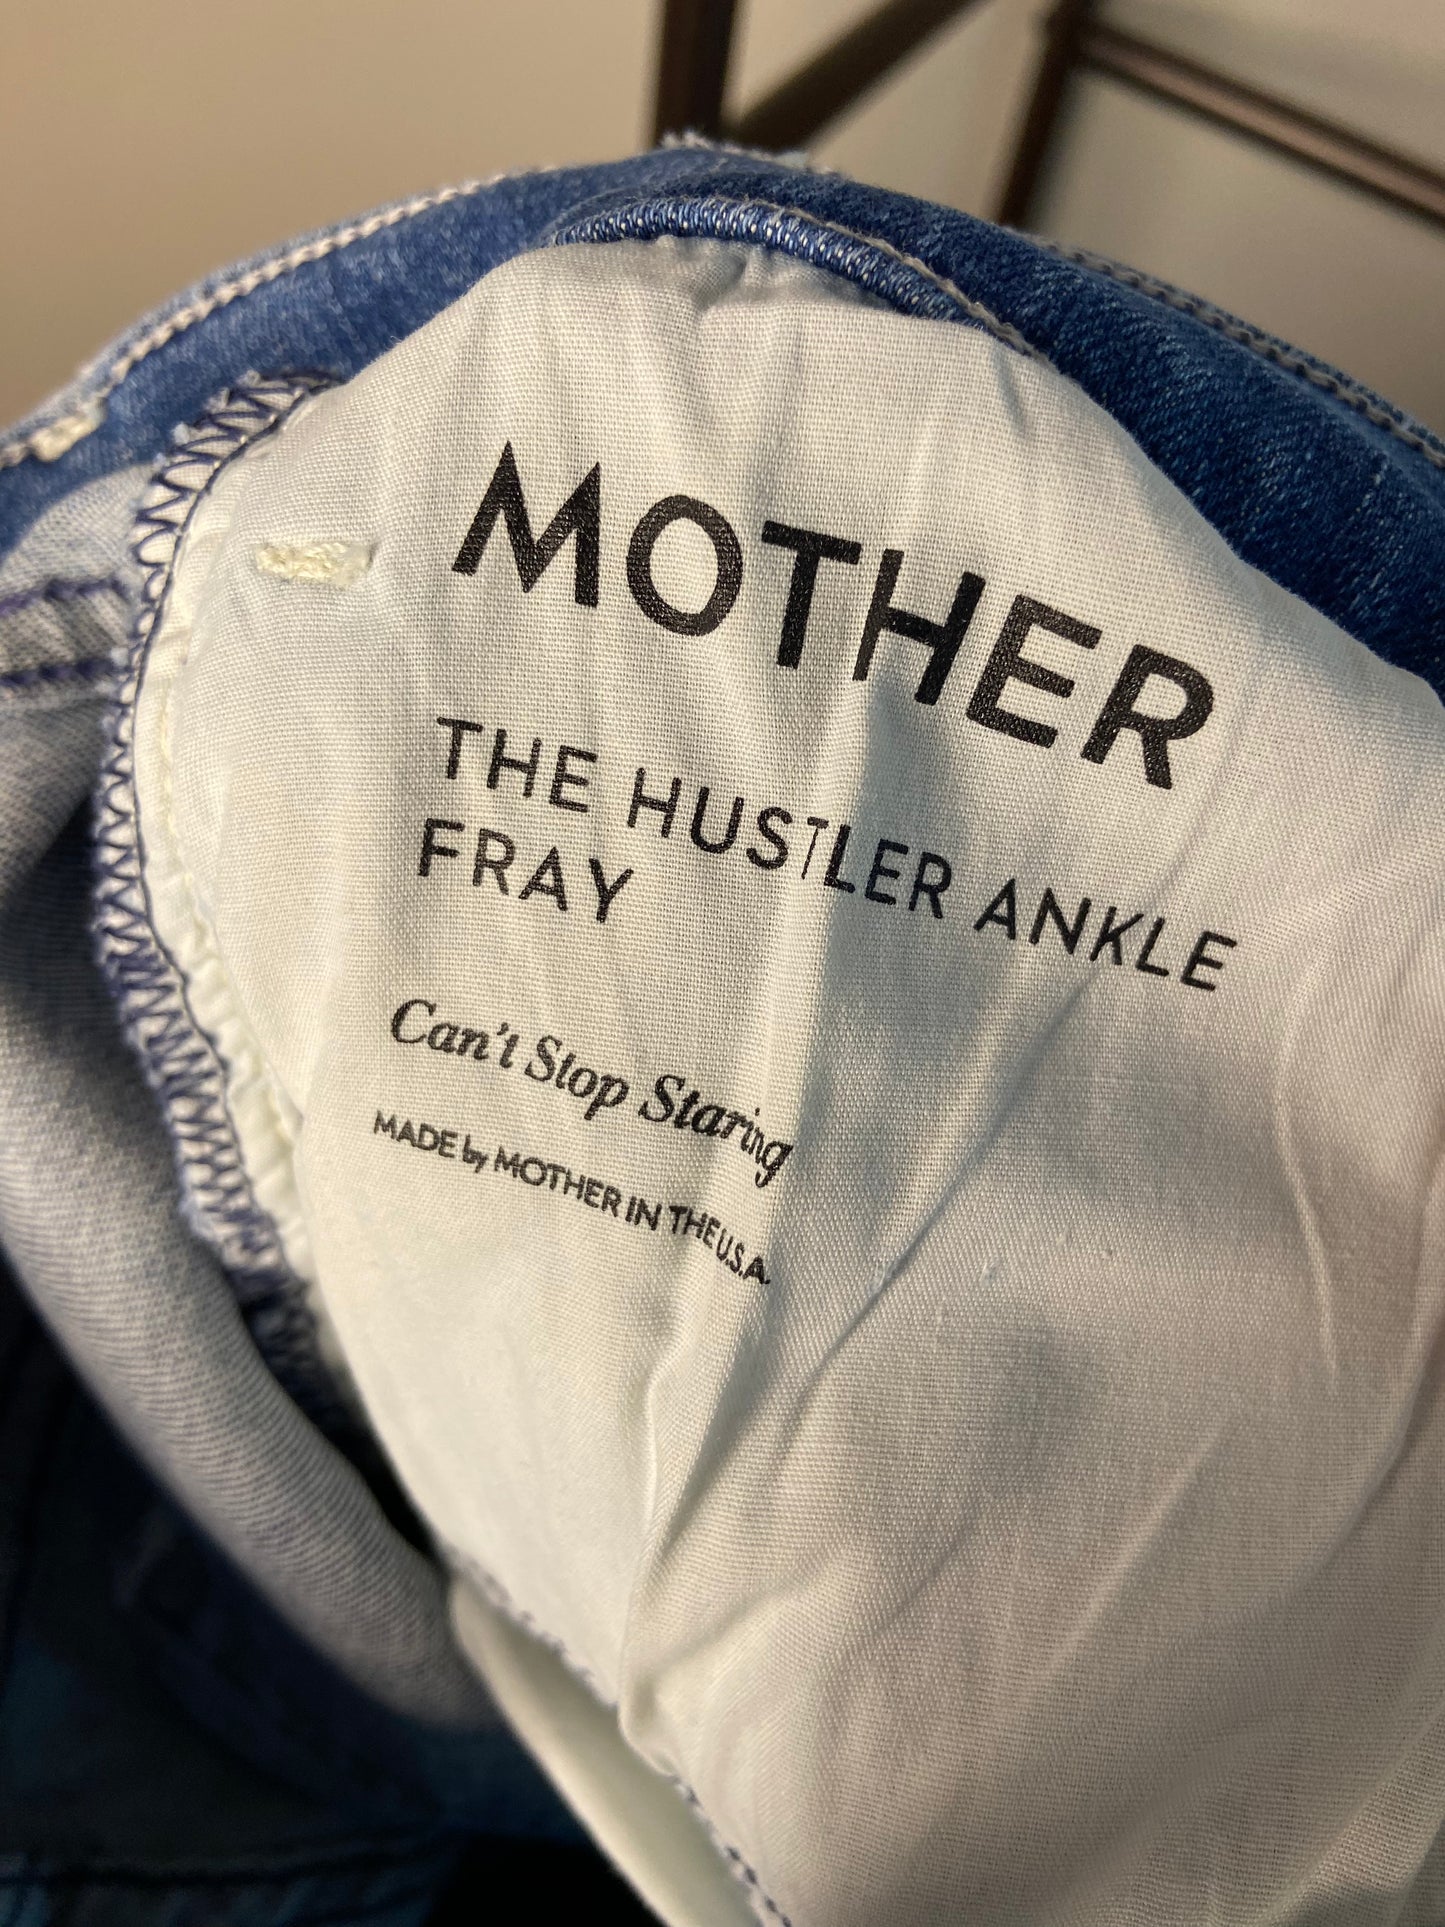 MOTHER
THE HUSTLER ANKLE
FRAY
Can't Stop Staring
MADE by MOTHER IN THE U.S.A.